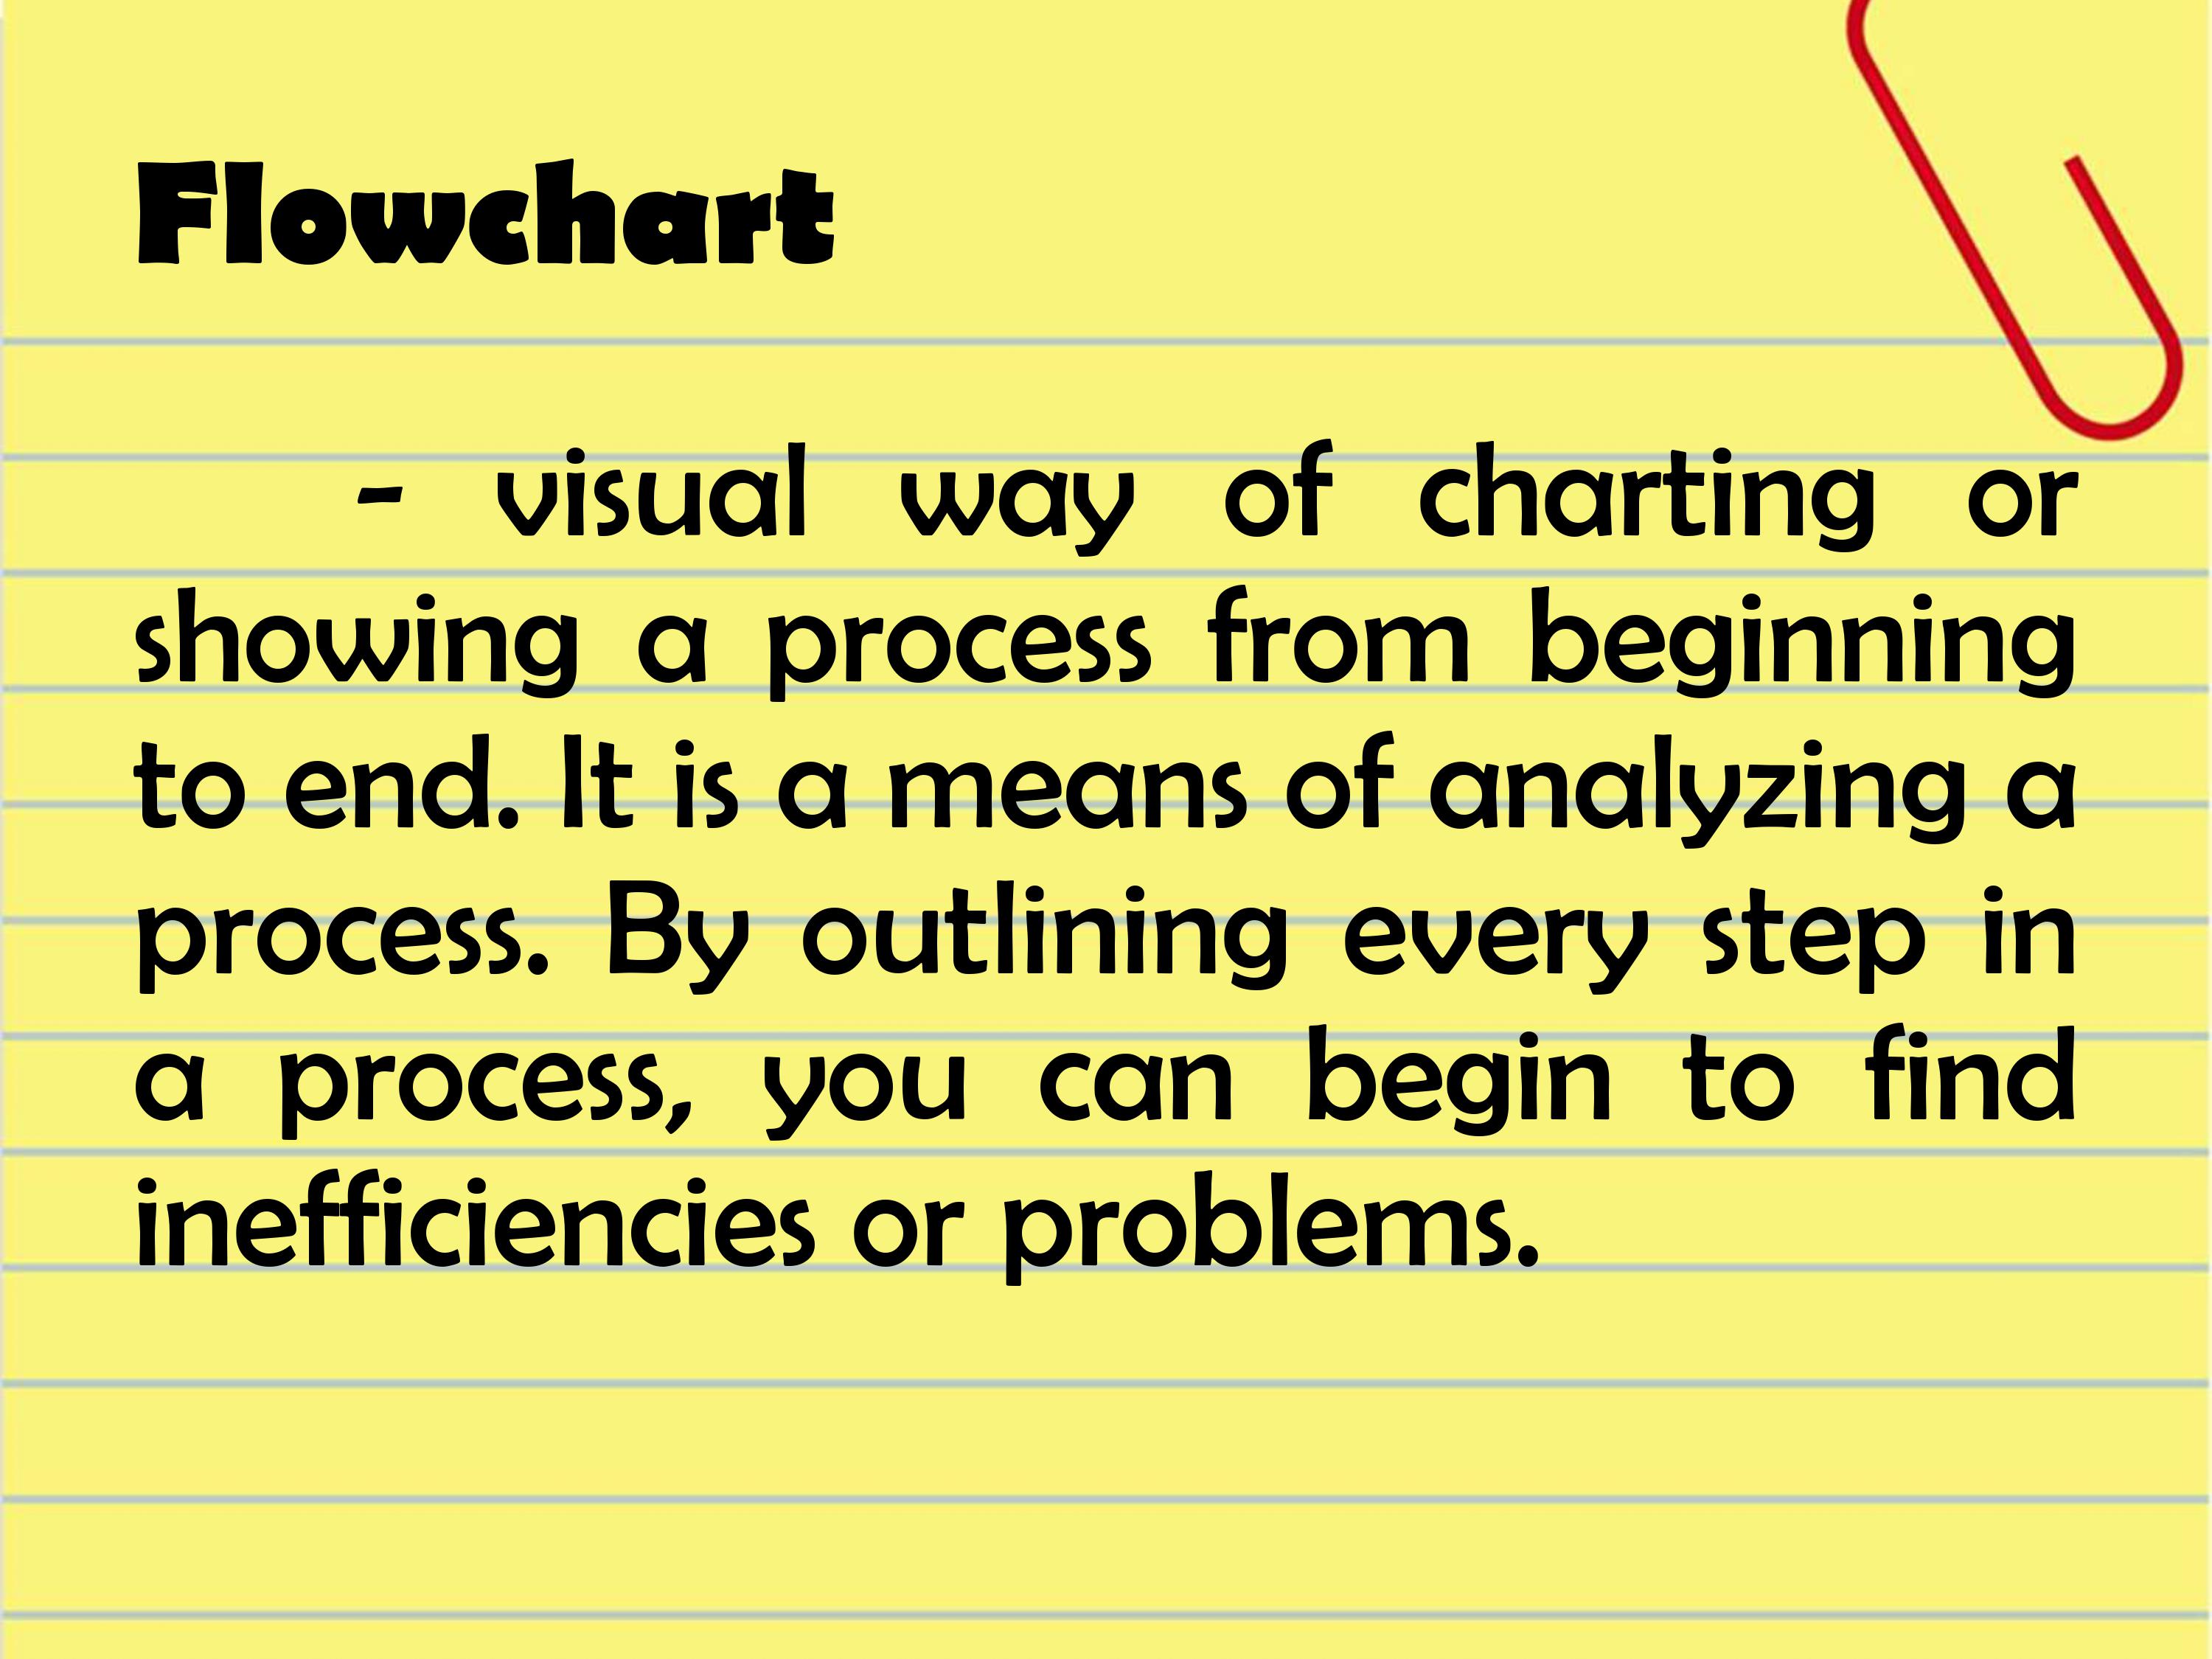 Flowchart
- visual way of charting or
showing a process from beginning
to end. It is a means of analyzing a
process. By outlining every step in
a process, you can begin to find
inefficiencies or problems.